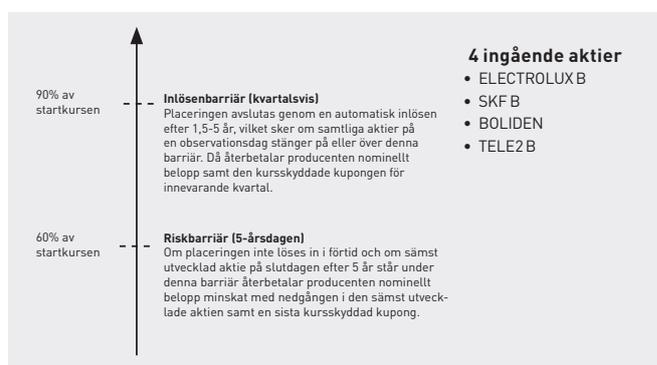 90% av
startkursen
Inlösenbarriär (kvartalsvis)
Placeringen avslutas genom en automatisk inlösen
efter 1,5-5 år, vilket sker om samtliga aktier på
en observationsdag stänger på eller över denna
barriär. Då återbetalar producenten nominellt
belopp samt den kursskyddade kupongen för
innevarande kvartal.
60% av
startkursen
Riskbarriär (5-årsdagen)
Om placeringen inte löses in i förtid och om sämst
utvecklad aktie på slutdagen efter 5 år står under
denna barriär återbetalar producenten nominellt
belopp minskat med nedgången i den sämst utveck-
lade aktien samt en sista kursskyddad kupong.
4 ingående aktier
• ELECTROLUX B
• SKF B
• BOLIDEN
• TELE2 B